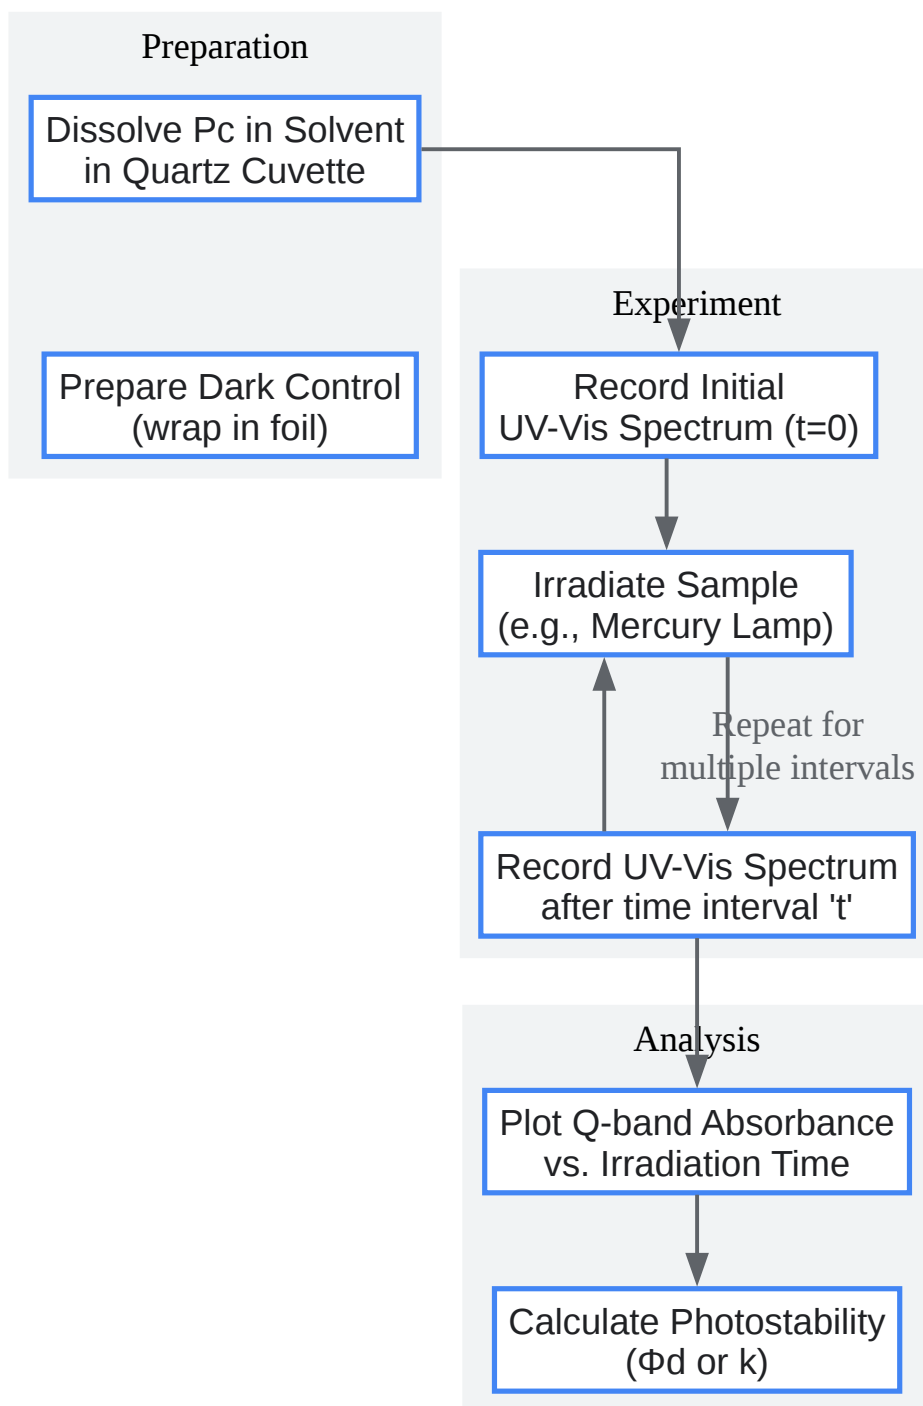 Preparation
Dissolve Pc in Solvent
in Quartz Cuvette
Prepare Dark Control
(wrap in foil)
Experiment
Record Initial
UV-Vis Spectrum (t=0)
Irradiate Sample
(e.g., Mercury Lamp)
Repeat for
multiple intervals
Record UV-Vis Spectrum
after time interval 't'
Analysis
Plot Q-band Absorbance
vs. Irradiation Time
Calculate Photostability
(Φd or k)